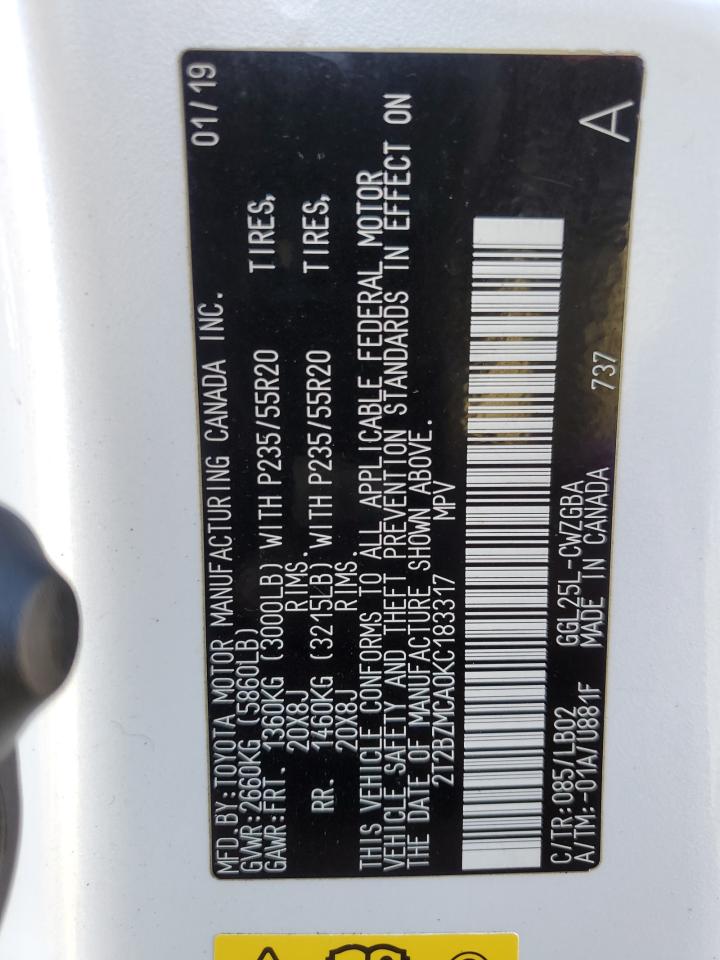 MFD. BY: TOYOTA MOTOR MANUFACTURING CANADA INC. 01/19
GVWR: 2660KG (5860LB)
GAWR: FRT. 1360KG (3000LB) WITH P235/55R20 TIRES,
20X8J RIMS.
RR. 1460KG (3215LB) WITH P235/55R20 TIRES,
20X8J RIMS.
THIS VEHICLE CONFORMS TO ALL APPLICABLE FEDERAL MOTOR
VEHICLE SAFETY AND THEFT PREVENTION STANDARDS IN EFFECT ON
THE DATE OF MANUFACTURE SHOWN ABOVE.
2T2BZMCA0KC183317 MPV
C/TR: 085/LB02 GGL25L-CWZGBA
A/TM: -01A/U881F MADE IN CANADA 737 A